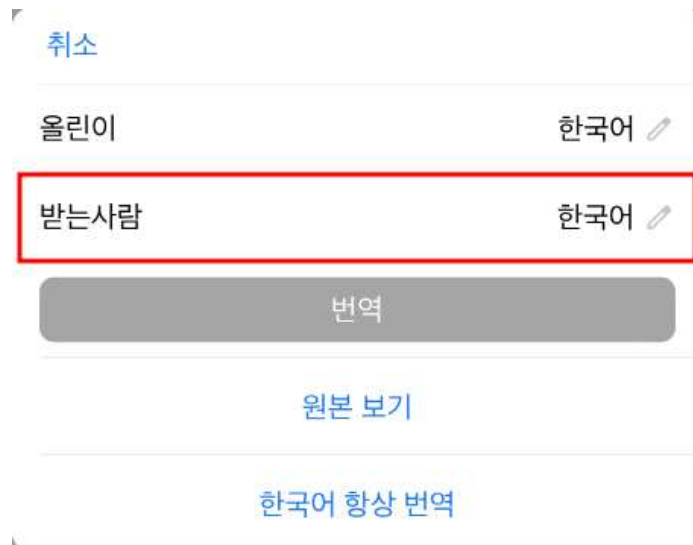 취소
올린이 한국어
받는사람 한국어
번역
원본 보기
한국어 항상 번역